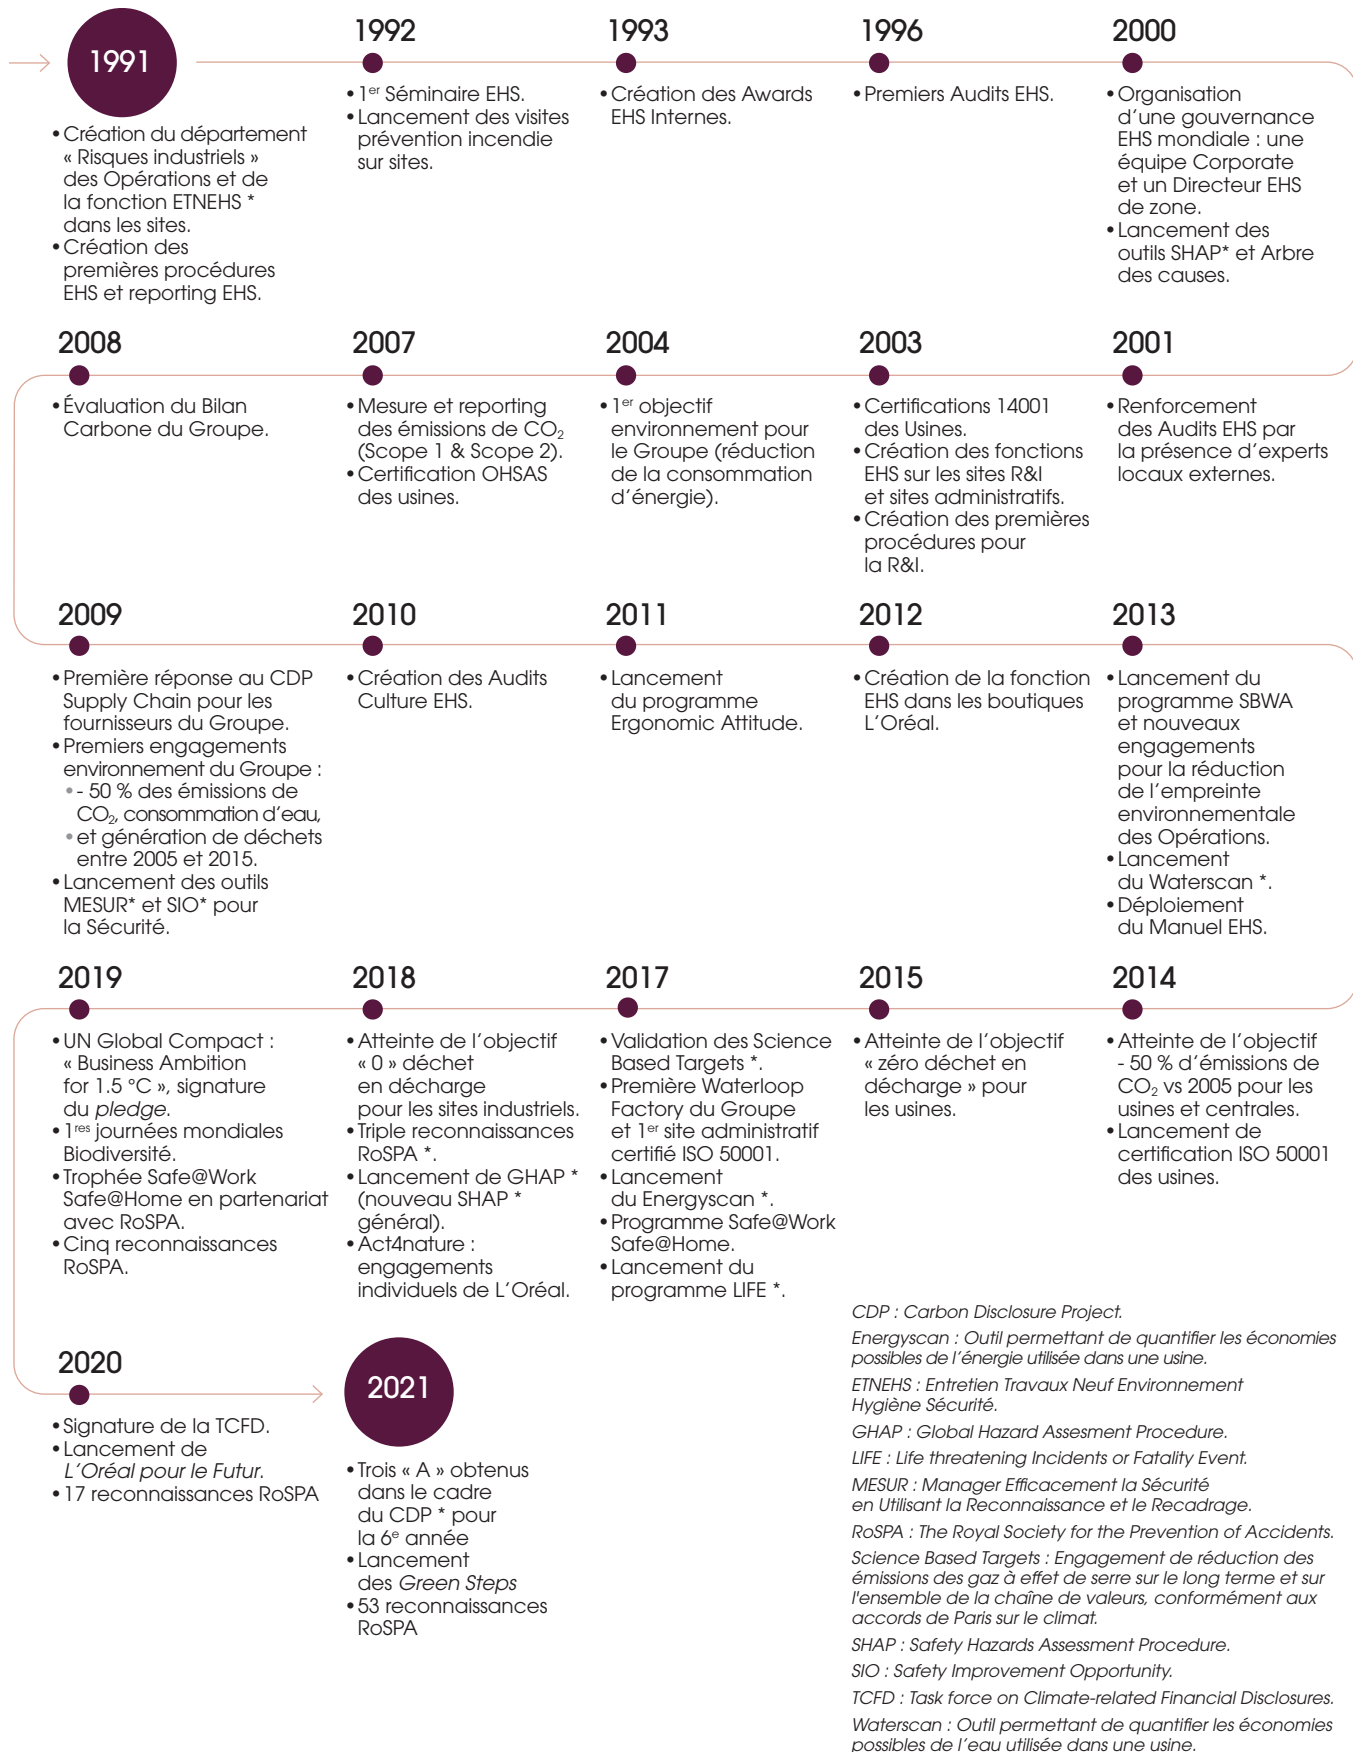 1991
• Création du département
« Risques industriels »
des Opérations et de
la fonction ETNEHS *
dans les sites.
• Création des
premières procédures
EHS et reporting EHS.
1992
• 1er Séminaire EHS.
• Lancement des visites
prévention incendie
sur sites.
1993
• Création des Awards
EHS Internes.
1996
• Premiers Audits EHS.
2000
• Organisation
d'une gouvernance
EHS mondiale : une
équipe Corporate
et un Directeur EHS
de zone.
• Lancement des
outils SHAP* et Arbre
des causes.
2001
• Renforcement
des Audits EHS par
la présence d'experts
locaux externes.
2003
• Certifications 14001
des Usines.
• Création des fonctions
EHS sur les sites R&I
et sites administratifs.
• Création des premières
procédures pour
la R&I.
2004
• 1er objectif
environnement pour
le Groupe (réduction
de la consommation
d'énergie).
2007
• Mesure et reporting
des émissions de CO2
(Scope 1 & Scope 2).
• Certification OHSAS
des usines.
2008
• Évaluation du Bilan
Carbone du Groupe.
2009
• Première réponse au CDP
Supply Chain pour les
fournisseurs du Groupe.
• Premiers engagements
environnement du Groupe :
• - 50 % des émissions de
CO2, consommation d'eau,
• et génération de déchets
entre 2005 et 2015.
• Lancement des outils
MESUR* et SIO* pour
la Sécurité.
2010
• Création des Audits
Culture EHS.
2011
• Lancement
du programme
Ergonomic Attitude.
2012
• Création de la fonction
EHS dans les boutiques
L'Oréal.
2013
• Lancement du
programme SBWA
et nouveaux
engagements
pour la réduction
de l'empreinte
environnementale
des Opérations.
• Lancement
du Waterscan *.
• Déploiement
du Manuel EHS.
2014
• Atteinte de l'objectif
- 50 % d'émissions de
CO2 vs 2005 pour les
usines et centrales.
• Lancement de
certification ISO 50001
des usines.
2015
• Atteinte de l'objectif
« zéro déchet en
décharge » pour
les usines.
2017
• Validation des Science
Based Targets *.
• Première Waterloop
Factory du Groupe
et 1er site administratif
certifié ISO 50001.
• Lancement
du Energyscan *.
• Programme Safe@Work
Safe@Home.
• Lancement du
programme LIFE *.
2018
• Atteinte de l'objectif
« 0 » déchet
en décharge
pour les sites industriels.
• Triple reconnaissances
RoSPA *.
• Lancement de GHAP *
(nouveau SHAP *
général).
• Act4nature :
engagements
individuels de L'Oréal.
2019
• UN Global Compact :
« Business Ambition
for 1.5 °C », signature
du pledge.
• 1res journées mondiales
Biodiversité.
• Trophée Safe@Work
Safe@Home en partenariat
avec RoSPA.
• Cinq reconnaissances
RoSPA.
2020
• Signature de la TCFD.
• Lancement de
L'Oréal pour le Futur.
• 17 reconnaissances RoSPA
2021
• Trois « A » obtenus
dans le cadre
du CDP * pour
la 6e année
• Lancement
des Green Steps
• 53 reconnaissances
RoSPA
CDP : Carbon Disclosure Project.
Energyscan : Outil permettant de quantifier les économies
possibles de l'énergie utilisée dans une usine.
ETNEHS : Entretien Travaux Neuf Environnement
Hygiène Sécurité.
GHAP : Global Hazard Assesment Procedure.
LIFE : Life threatening Incidents or Fatality Event.
MESUR : Manager Efficacement la Sécurité
en Utilisant la Reconnaissance et le Recadrage.
RoSPA : The Royal Society for the Prevention of Accidents.
Science Based Targets : Engagement de réduction des
émissions des gaz à effet de serre sur le long terme et sur
l'ensemble de la chaîne de valeurs, conformément aux
accords de Paris sur le climat.
SHAP : Safety Hazards Assessment Procedure.
SIO : Safety Improvement Opportunity.
TCFD : Task force on Climate-related Financial Disclosures.
Waterscan : Outil permettant de quantifier les économies
possibles de l'eau utilisée dans une usine.